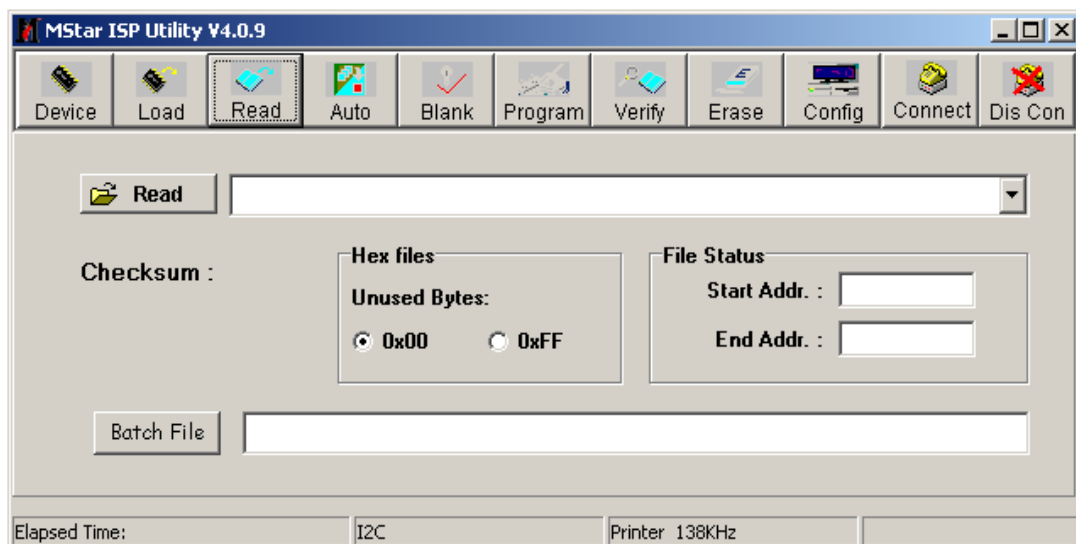 MStar ISP Utility V4.0.9
Device Load Read Auto Blank Program Verify Erase Config Connect Dis Con
Read
Checksum :
Hex files
Unused Bytes:
0x00 0xFF
File Status
Start Addr. :
End Addr. :
Batch File
Elapsed Time: I2C Printer 138KHz